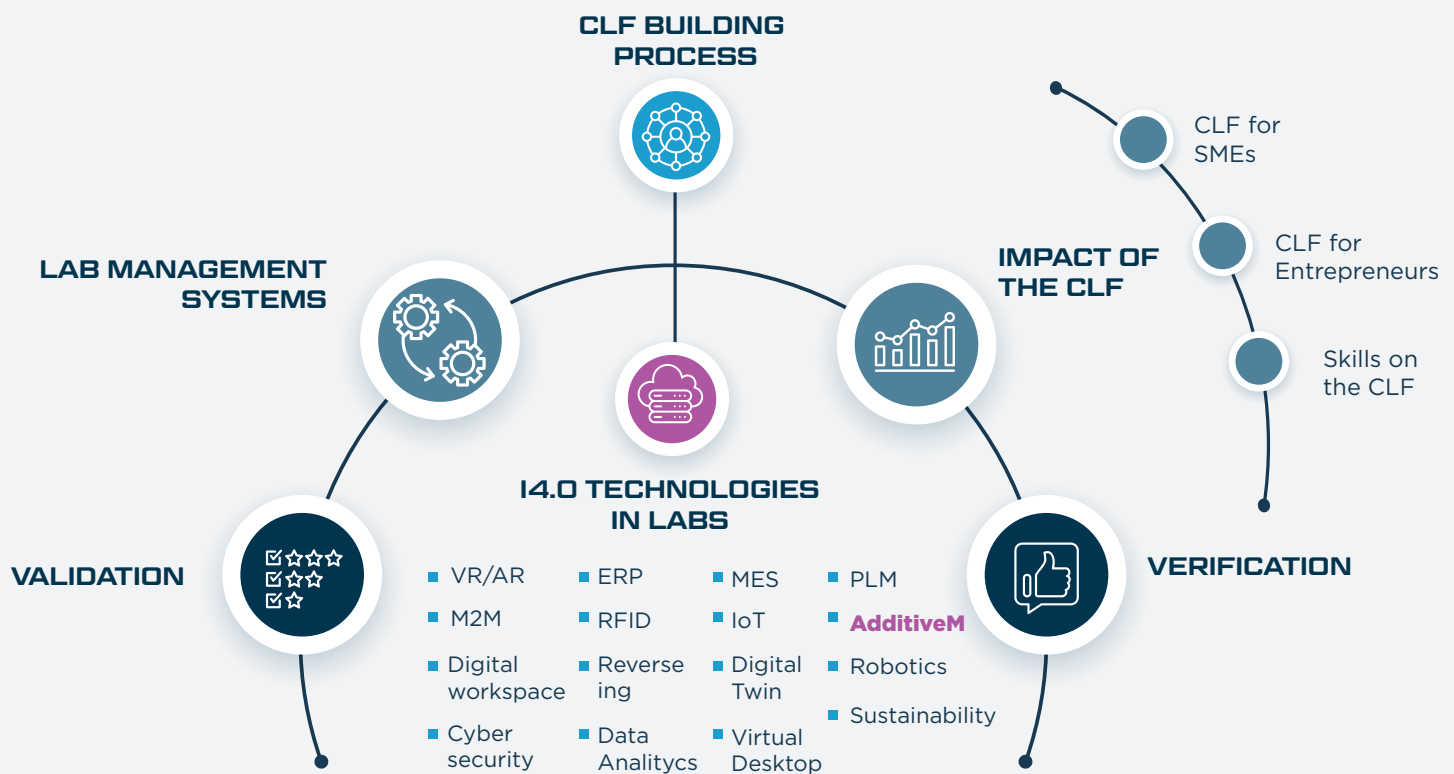 CLF BUILDING
PROCESS
CLF for
SMEs
CLF for
Entrepreneurs
Skills on
the CLF
LAB MANAGEMENT
SYSTEMS
IMPACT OF
THE CLF
I4.0 TECHNOLOGIES
IN LABS
VALIDATION
VERIFICATION
VR/AR
M2M
Digital
workspace
Cyber
security
ERP
RFID
Reverse
ing
Data
Analitycs
MES
IoT
Digital
Twin
Virtual
Desktop
PLM
AdditiveM
Robotics
Sustainability